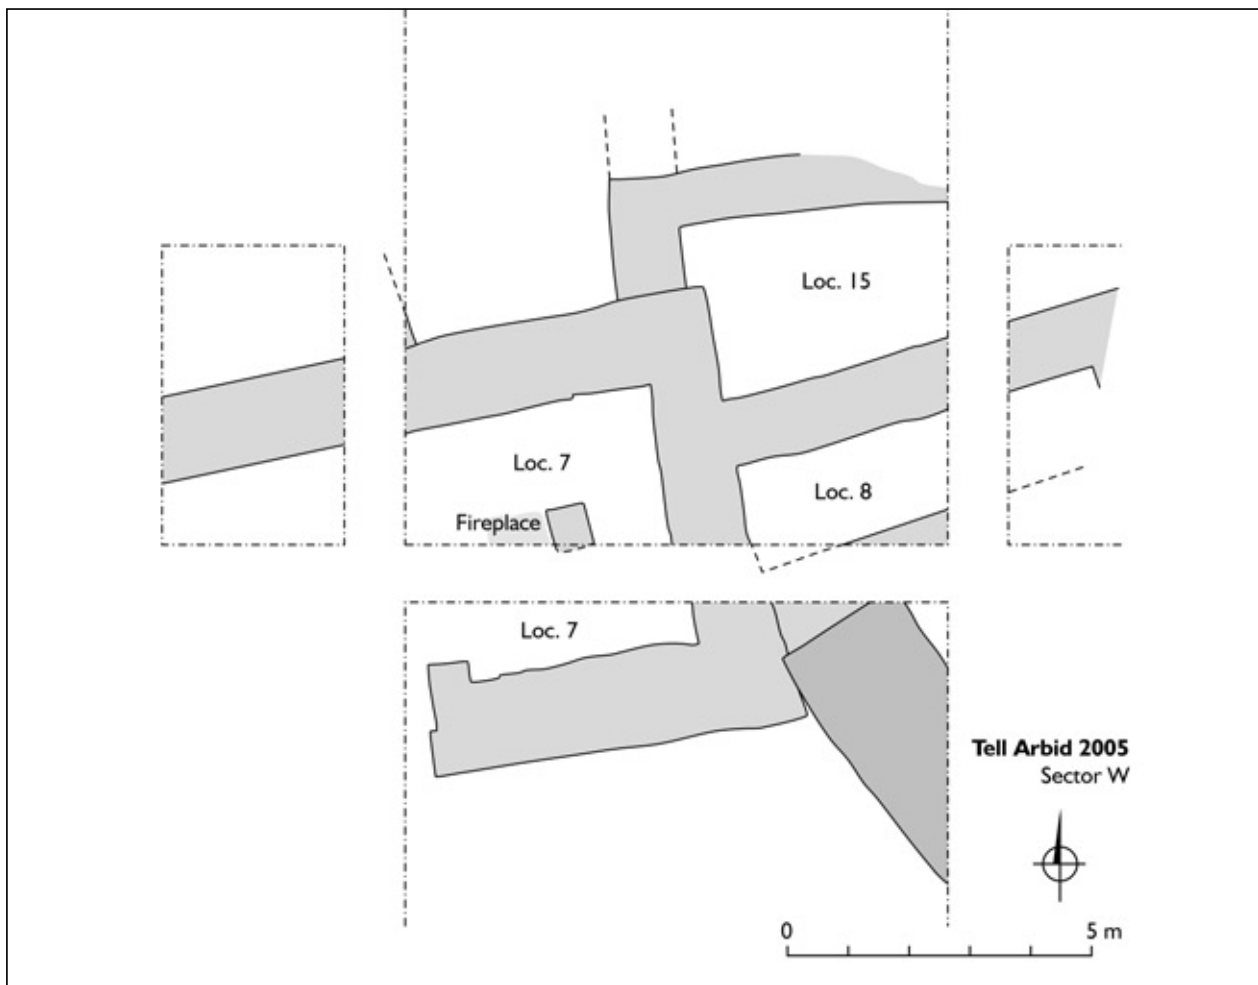 Loc. 15
Loc. 7
Loc. 8
Fireplace
Loc. 7
Tell Arbid 2005
Sector W
0 5 m